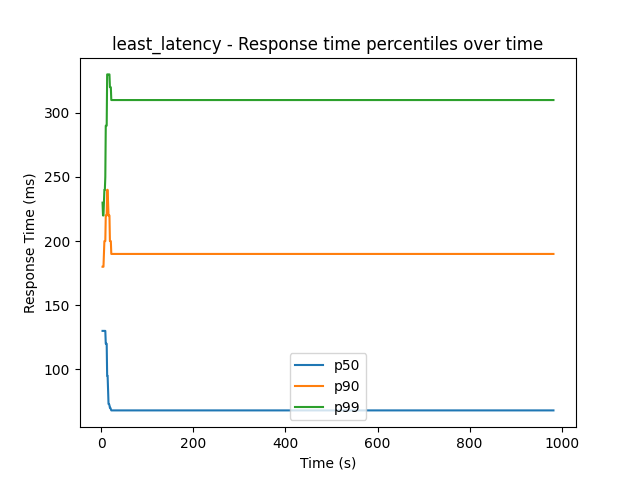 least_latency - Response time percentiles over time
Response Time (ms)
300
250
200
150
100
p50
p90
p99
0 200 400 600 800 1000
Time (s)